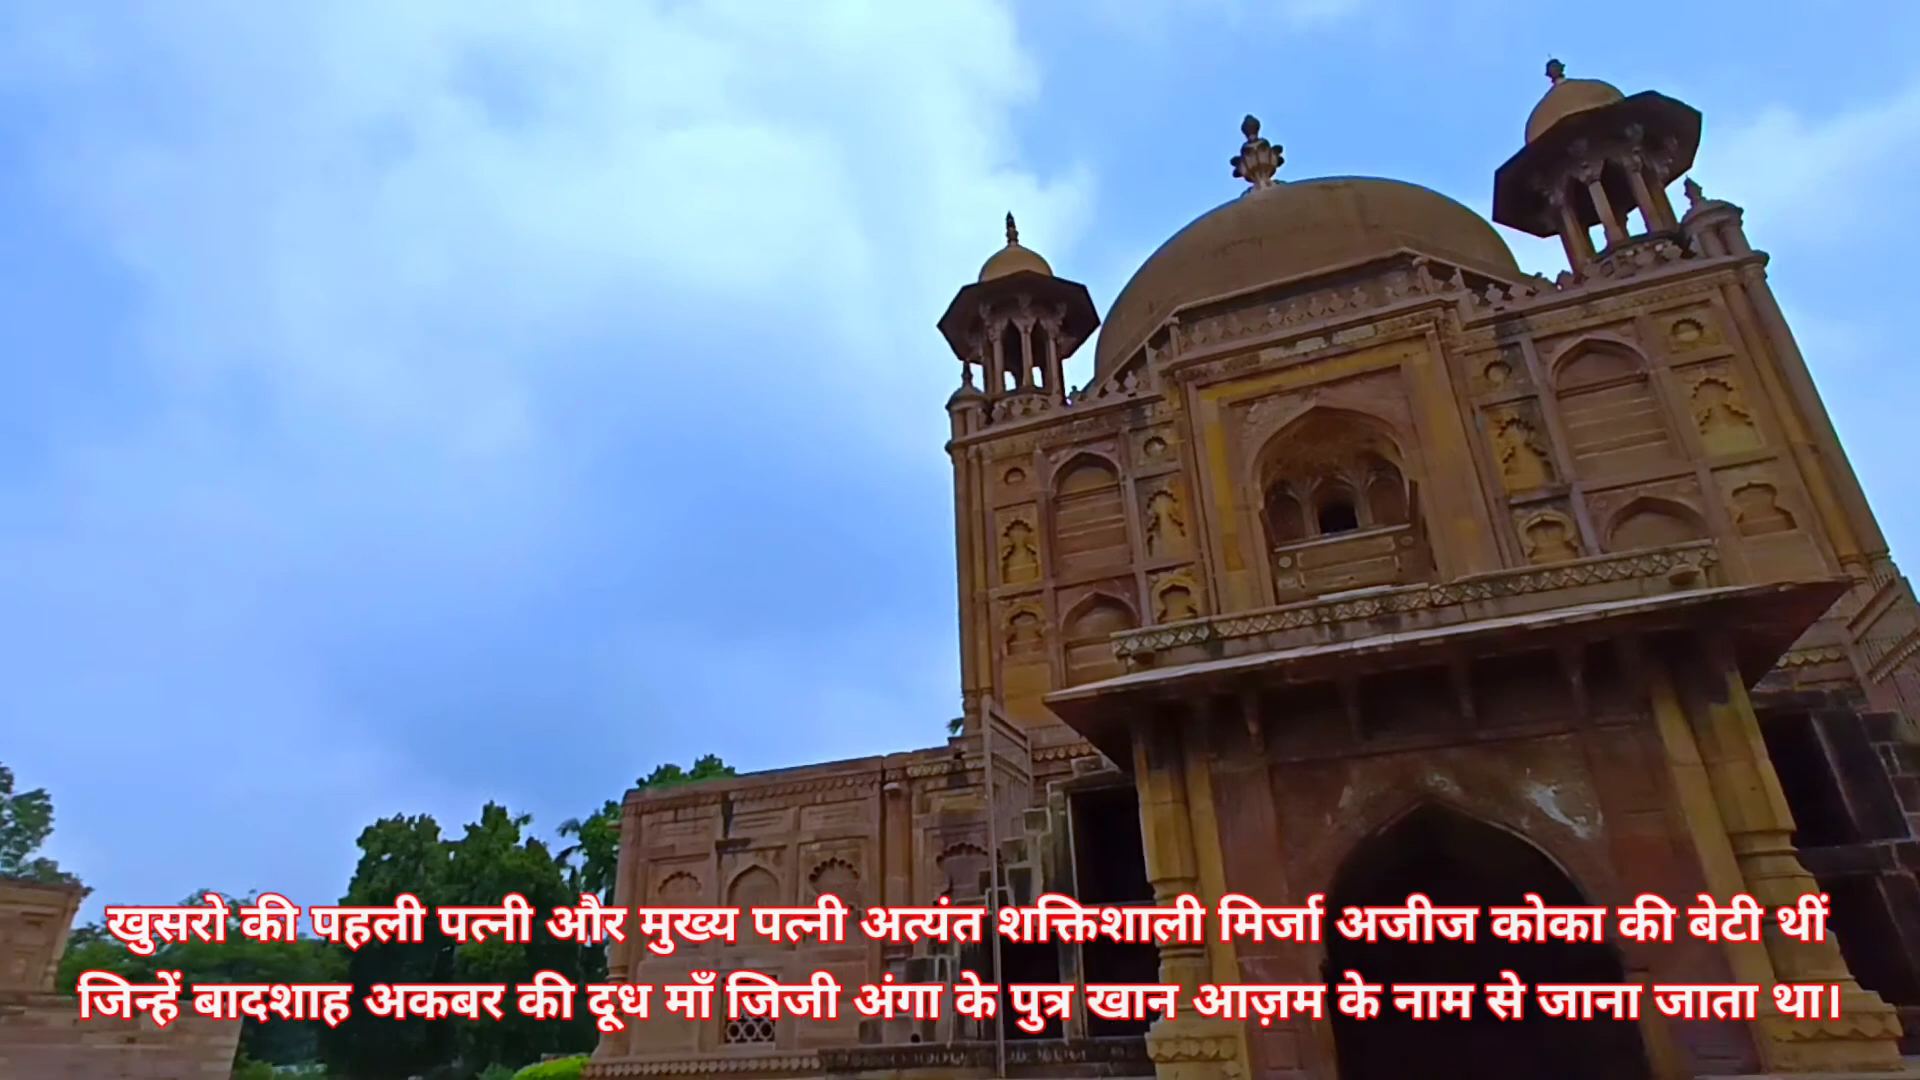 खुसरो की पहली पत्नी और मुख्य पत्नी अत्यंत शक्तिशाली मिर्जा अजीज कोका की बेटी थीं
जिन्हें बादशाह अकबर की दूध माँ जिजी अंगा के पुत्र खान आज़म के नाम से जाना जाता था।